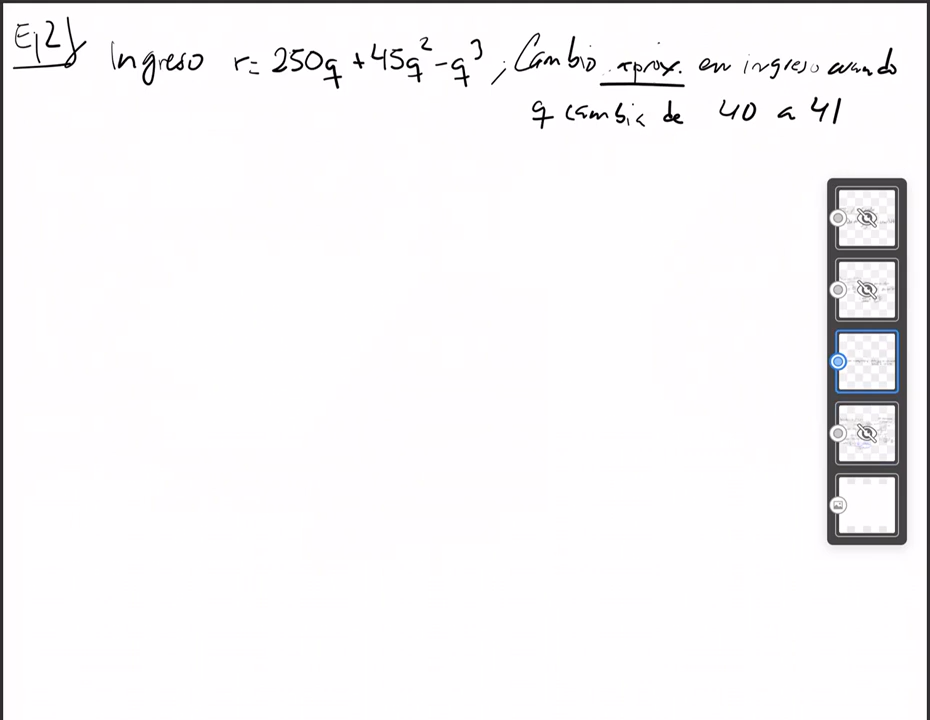 Ej2) Ingreso r= 250q + 45q² - q³ , Cambio aprox. en ingreso cuando
q cambia de 40 a 41